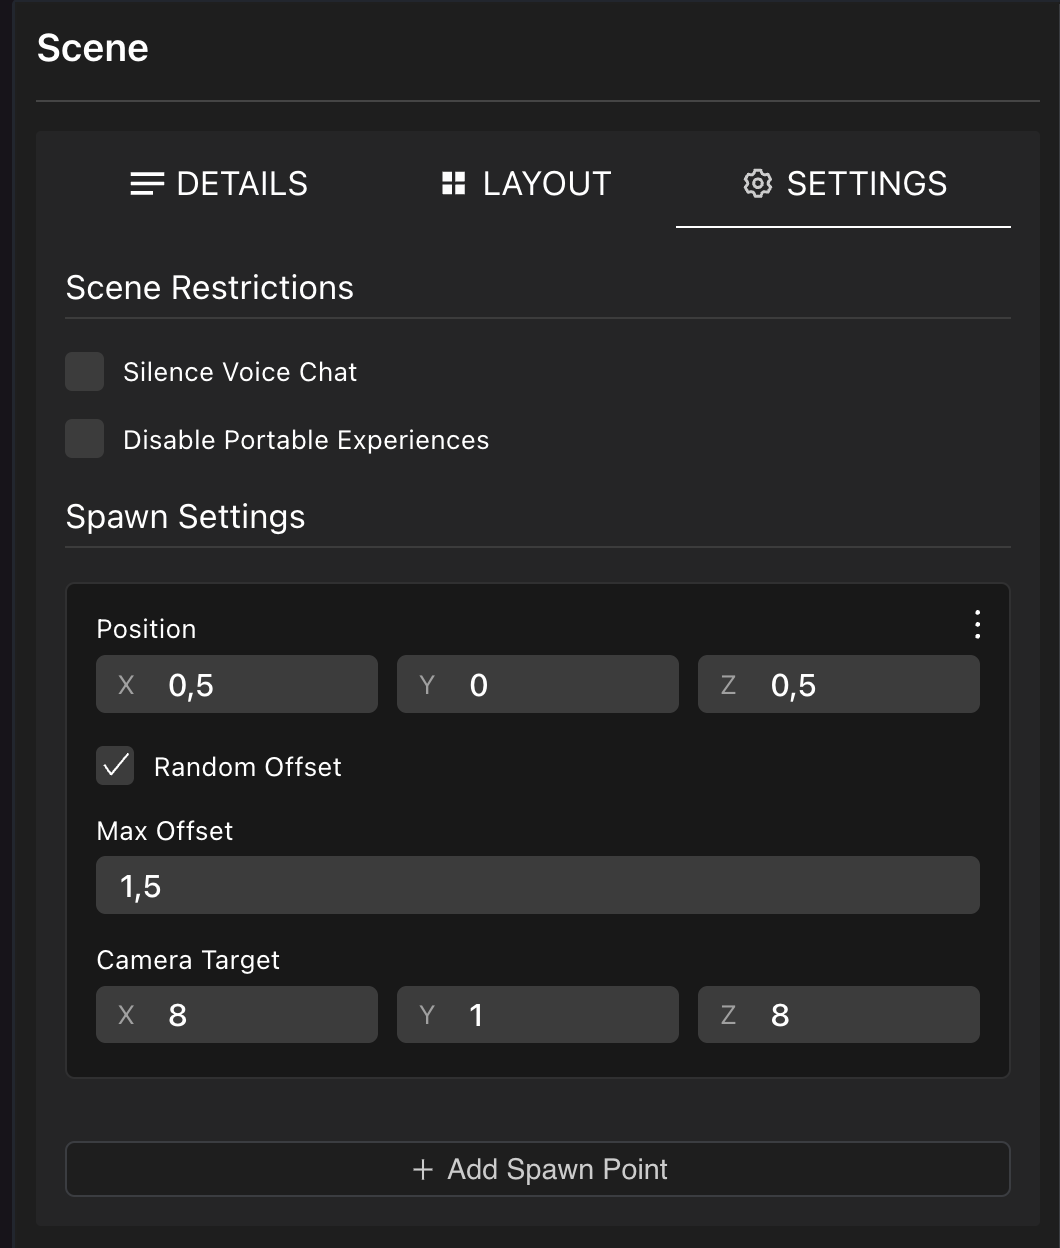 Scene
DETAILS LAYOUT SETTINGS
Scene Restrictions
Silence Voice Chat
Disable Portable Experiences
Spawn Settings
Position
X 0,5 Y 0 Z 0,5
Random Offset
Max Offset
1,5
Camera Target
X 8 Y 1 Z 8
+ Add Spawn Point